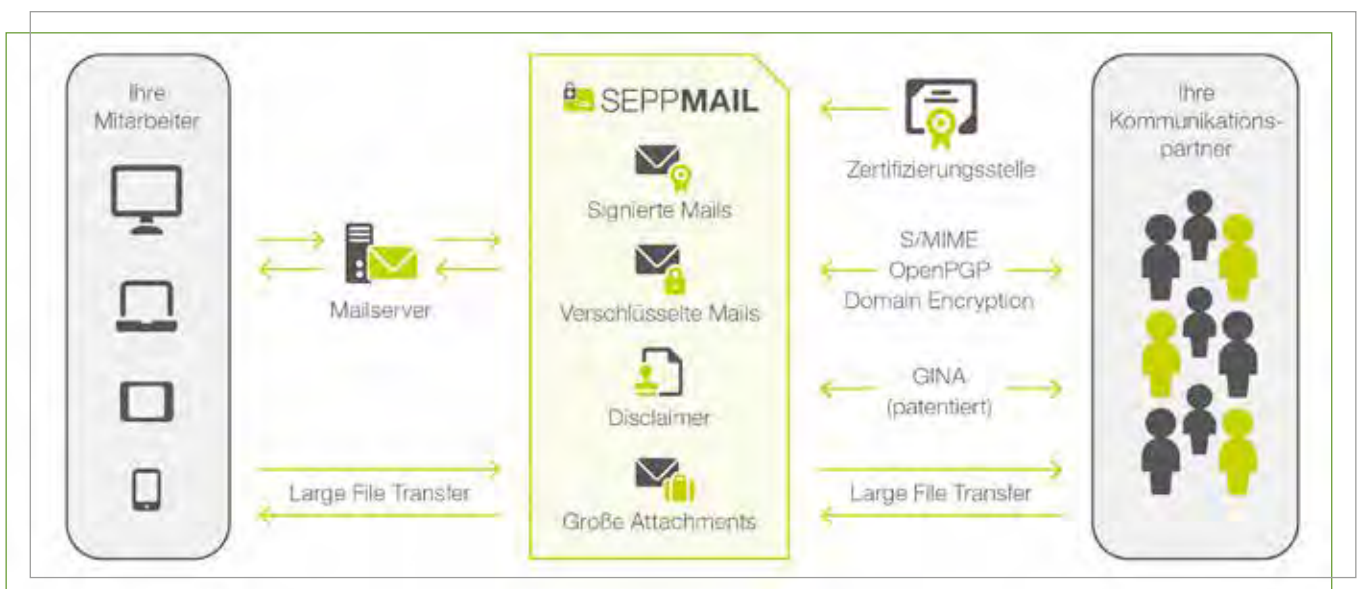 Ihre
Mitarbeiter
Mailserver
Large File Transfer
SEPPMAIL
Signierte Mails
Verschlüsselte Mails
Disclaimer
Große Attachments
Zertifizierungsstelle
S/MIME
OpenPGP
Domain Encryption
GINA
(patentiert)
Large File Transfer
Ihre
Kommunikations-
partner